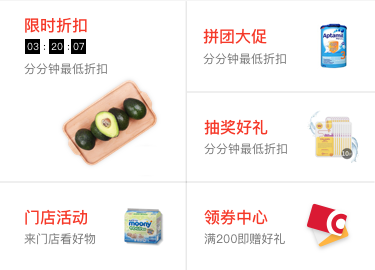 限时折扣
03 : 20 : 07
分分钟最低折扣
拼团大促
分分钟最低折扣
Aptamil
抽奖好礼
分分钟最低折扣
10
门店活动
来门店看好物
moony
领券中心
满200即赠好礼